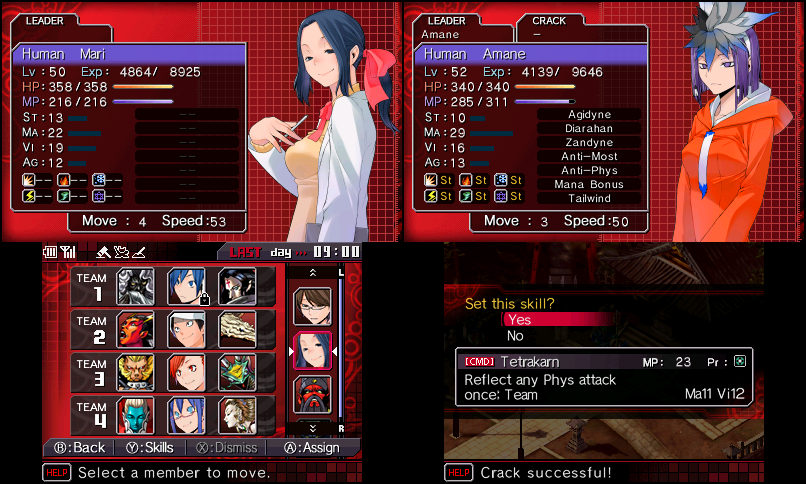 LEADER
Human Mari
Lv : 50 Exp: 4864/ 8925
HP: 358 / 358
MP: 216 / 216
ST : 13
MA : 22
VI : 19
AG : 12
Move : 4 Speed : 53
LEADER
Amane
CRACK
Human Amane
Lv : 52 Exp: 4139/ 9646
HP: 340 / 340
MP: 285 / 311
ST : 10
MA : 29
VI : 16
AG : 13
Agidyne
Diarahan
Zandyne
Anti-Most
Anti-Phys
Mana Bonus
Tailwind
St St St
St St St
Move : 3 Speed : 50
LAST day 09:00
TEAM 1
TEAM 2
TEAM 3
TEAM 4
L
R
B:Back Y:Skills X:Dismiss A:Assign
HELP Select a member to move.
Set this skill?
Yes
No
[CMD] Tetrakarn MP: 23 Pr :
Reflect any Phys attack
once: Team Ma11 Vi12
HELP Crack successful!